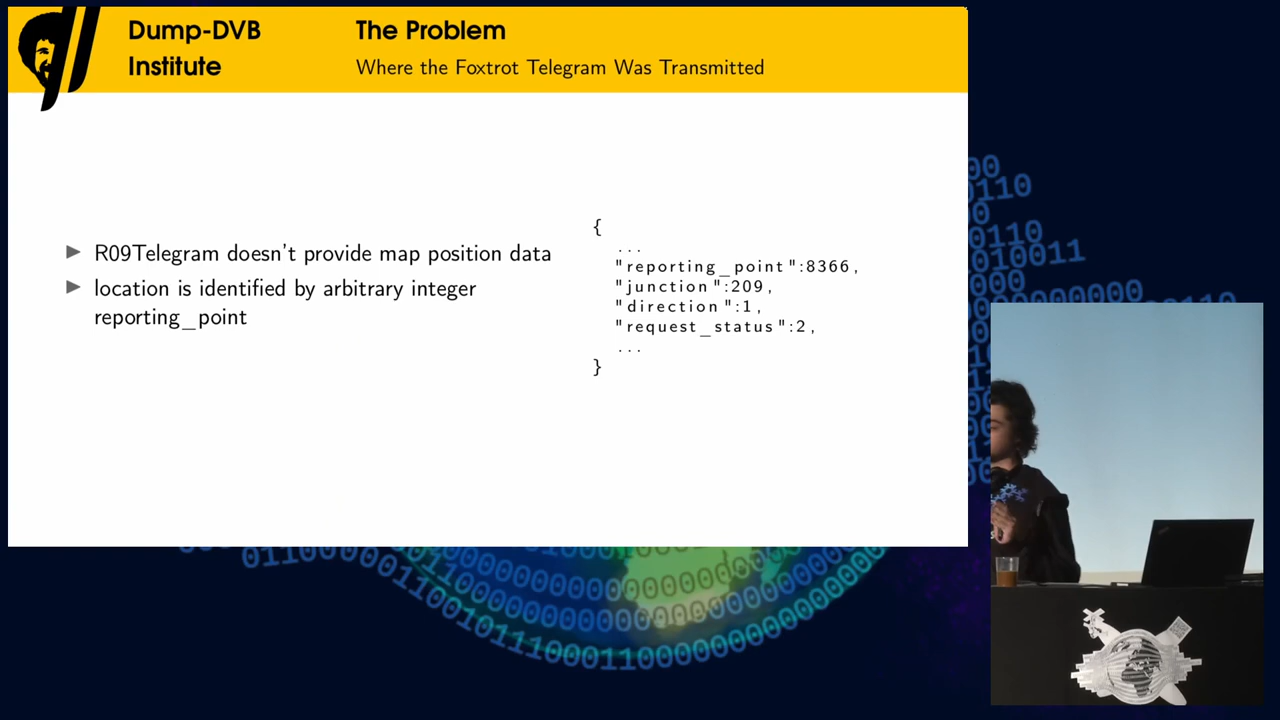 Dump-DVB
Institute
The Problem
Where the Foxtrot Telegram Was Transmitted
▶ R09Telegram doesn't provide map position data
▶ location is identified by arbitrary integer
reporting_point
{
...
"reporting_point":8366,
"junction":209,
"direction":1,
"request_status":2,
...
}